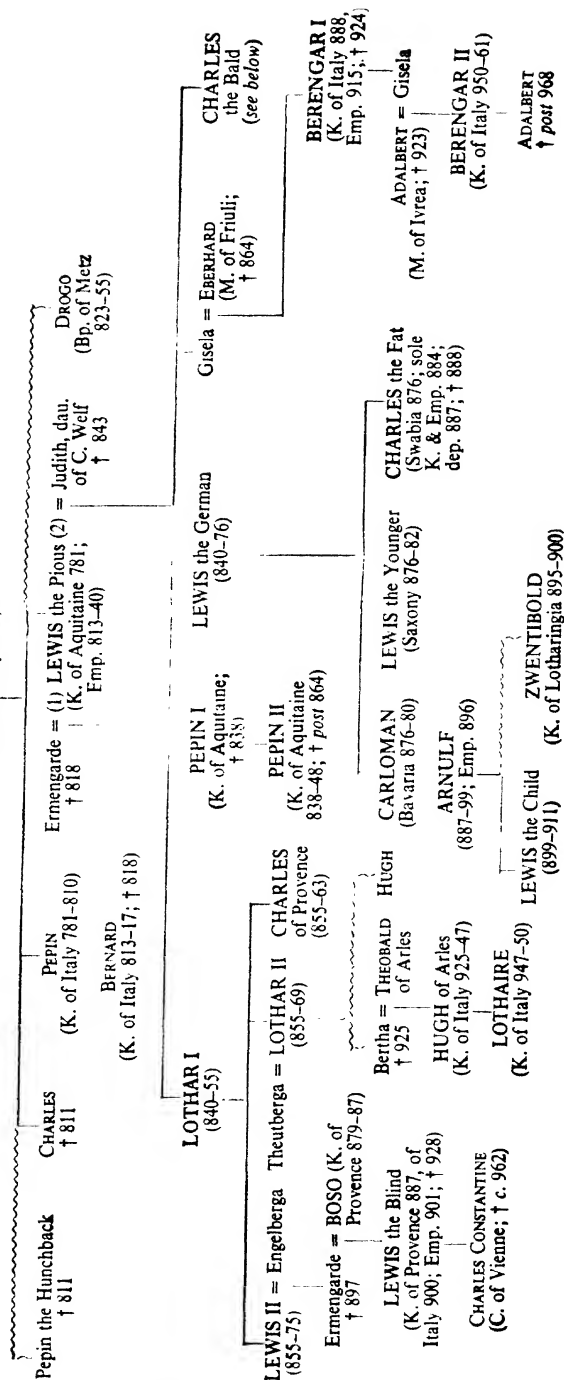 Pepin the Hunchback
† 811
CHARLES
† 811
PEPIN
(K. of Italy 781–810)
BERNARD
(K. of Italy 813–17; † 818)
Ermengarde = (1) LEWIS the Pious (2) = Judith, dau.
† 818
(K. of Aquitaine 781;
Emp. 813–40)
of C. Welf
† 843
DROGO
(Bp. of Metz
823–55)
LOTHAR I
(840–55)
PEPIN I
(K. of Aquitaine;
† 838)
PEPIN II
(K. of Aquitaine
838–48; † post 864)
LEWIS the German
(840–76)
Gisela = EBERHARD
(M. of Friuli;
† 864)
CHARLES
the Bald
(see below)
LEWIS II = Engelberga
(855–75)
Theutberga = LOTHAR II
(855–69)
CHARLES
of Provence
(855–63)
CARLOMAN
(Bavaria 876–80)
LEWIS the Younger
(Saxony 876–82)
CHARLES the Fat
(Swabia 876; sole
K. & Emp. 884;
dep. 887; † 888)
BERENGAR I
(K. of Italy 888,
Emp. 915; † 924)
Ermengarde = BOSO (K. of
† 897
Provence 879–87)
Bertha = THEOBALD
† 925
of Arles
HUGH
ARNULF
(887–99; Emp. 896)
ADALBERT = Gisela
(M. of Ivrea; † 923)
LEWIS the Blind
(K. of Provence 887, of
Italy 900; Emp. 901; † 928)
HUGH of Arles
(K. of Italy 925–47)
LEWIS the Child
(899–911)
ZWENTIBOLD
(K. of Lotharingia 895–900)
BERENGAR II
(K. of Italy 950–61)
CHARLES CONSTANTINE
(C. of Vienne; † c. 962)
LOTHAIRE
(K. of Italy 947–50)
ADALBERT
† post 968